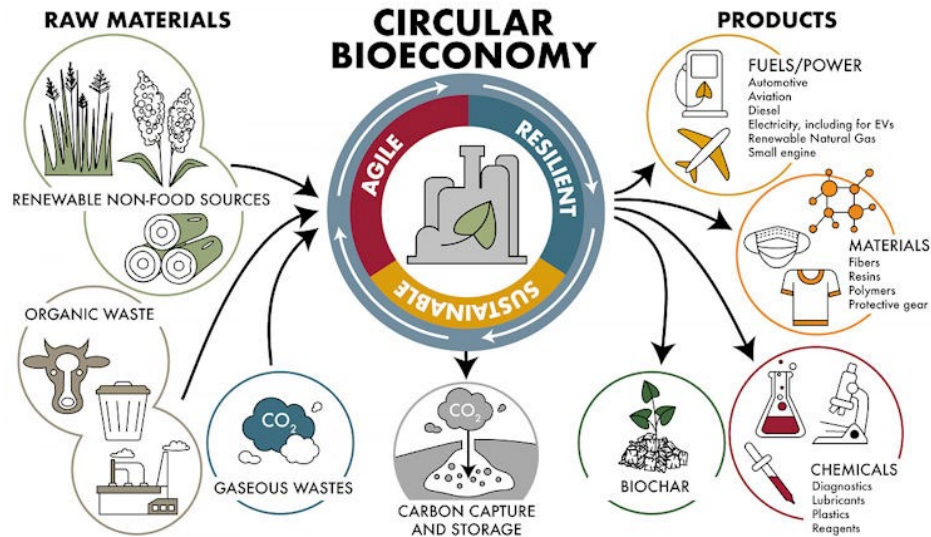 RAW MATERIALS
CIRCULAR
BIOECONOMY
PRODUCTS
RENEWABLE NON-FOOD SOURCES
ORGANIC WASTE
CO2
GASEOUS WASTES
AGILE
RESILIENT
SUSTAINABLE
CO2
CARBON CAPTURE
AND STORAGE
BIOCHAR
FUELS/POWER
Automotive
Aviation
Diesel
Electricity, including for EVs
Renewable Natural Gas
Small engine
MATERIALS
Fibers
Resins
Polymers
Protective gear
CHEMICALS
Diagnostics
Lubricants
Plastics
Reagents